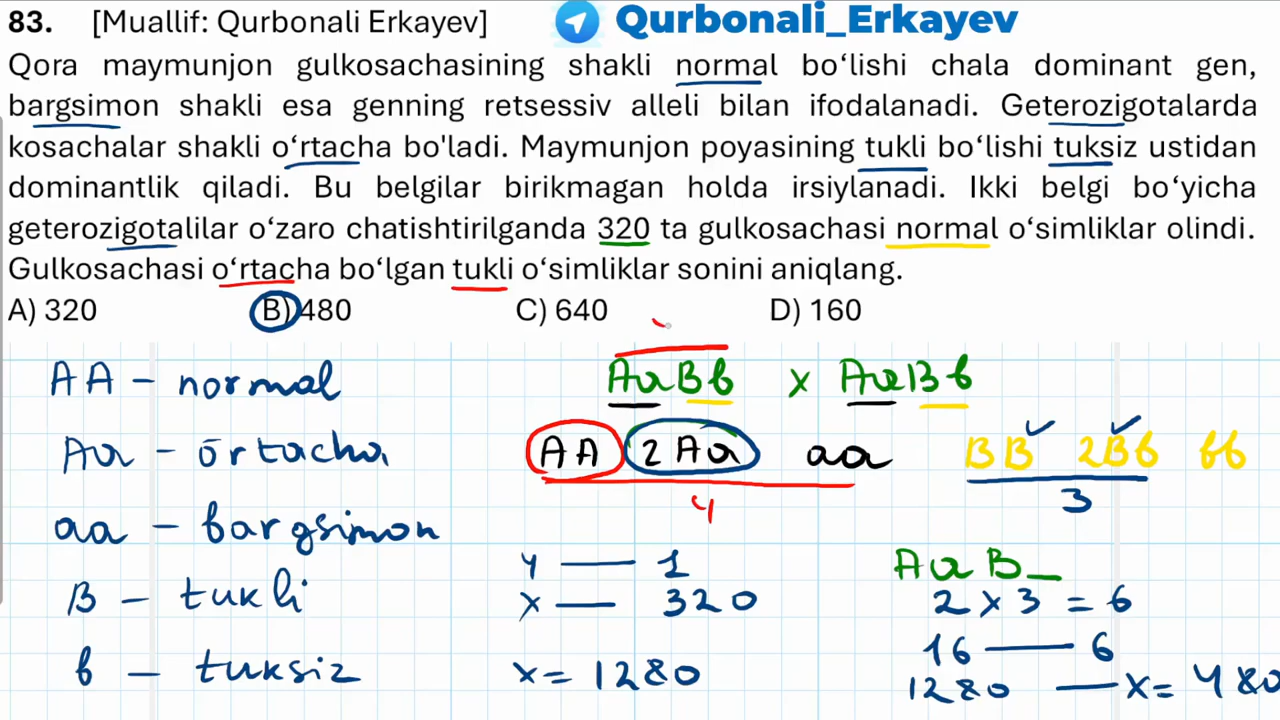 83. [Muallif: Qurbonali Erkayev] Qurbonali_Erkayev
Qora maymunjon gulkosachasining shakli normal bo‘lishi chala dominant gen,
bargsimon shakli esa genning retsessiv alleli bilan ifodalanadi. Geterozigotalarda
kosachalar shakli o‘rtacha bo'ladi. Maymunjon poyasining tukli bo‘lishi tuksiz ustidan
dominantlik qiladi. Bu belgilar birikmagan holda irsiylanadi. Ikki belgi bo‘yicha
geterozigotalilar o‘zaro chatishtirilganda 320 ta gulkosachasi normal o‘simliklar olindi.
Gulkosachasi o‘rtacha bo‘lgan tukli o‘simliklar sonini aniqlang.
A) 320 B) 480 C) 640 D) 160
AA – normal AaBb x AaBb
Aa – o‘rtacha AA 2Aa aa BB 2Bb bb
4 3
aa – bargsimon
4 — 1 AaB_
B – tukli x — 320 2 x 3 = 6
16 — 6
b – tuksiz x = 1280 1280 — x = 480